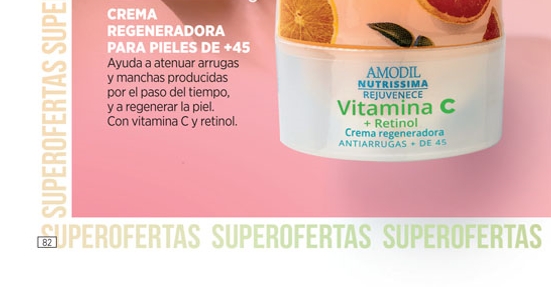 CREMA
REGENERADORA
PARA PIELES DE +45
Ayuda a atenuar arrugas
y manchas producidas
por el paso del tiempo,
y a regenerar la piel.
Con vitamina C y retinol.
AMODIL
NUTRISSIMA
REJUVENECE
Vitamina C
+ Retinol
Crema regeneradora
ANTIARRUGAS + DE 45
SUPEROFERTAS SUPE
82
SUPEROFERTAS SUPEROFERTAS SUPEROFERTAS